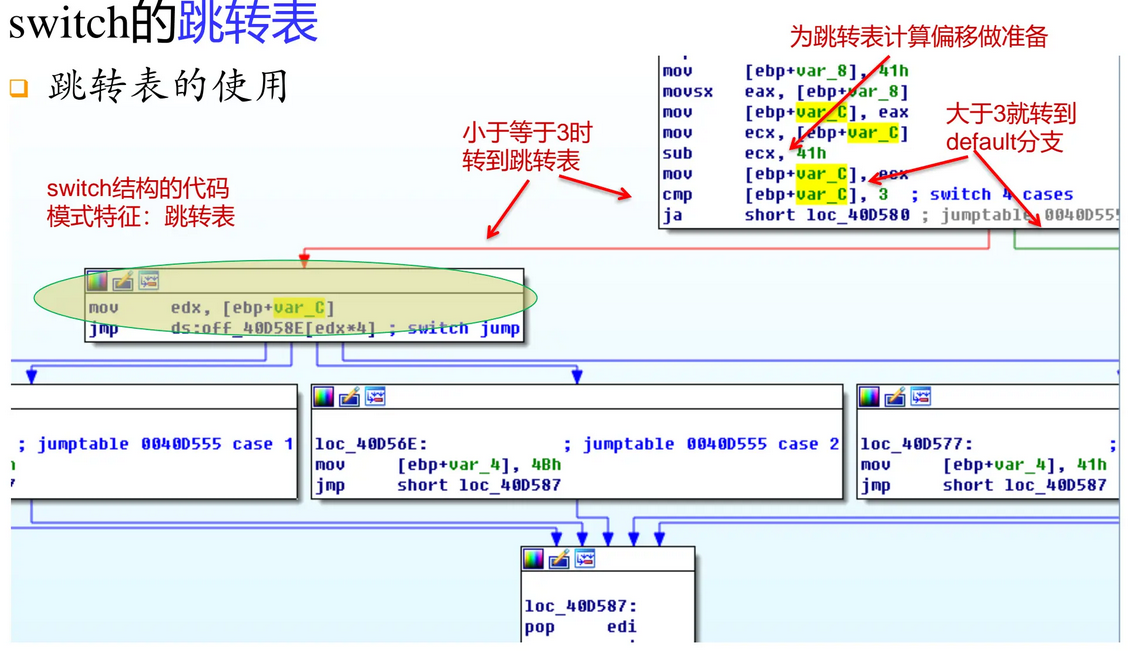 switch的跳转表
跳转表的使用
为跳转表计算偏移做准备
小于等于3时
转到跳转表
大于3就转到
default分支
switch结构的代码
模式特征：跳转表
mov [ebp+var_8], 41h
movsx eax, [ebp+var_8]
mov [ebp+var_C], eax
mov ecx, [ebp+var_C]
sub ecx, 41h
mov [ebp+var_C], ecx
cmp [ebp+var_C], 3 ; switch 4 cases
ja short loc_40D580 ; jumptable 0040D555
mov edx, [ebp+var_C]
jmp ds:off_40D58E[edx*4] ; switch jump
; jumptable 0040D555 case 1
loc_40D56E: ; jumptable 0040D555 case 2
mov [ebp+var_4], 4Bh
jmp short loc_40D587
loc_40D577: ;
mov [ebp+var_4], 41h
jmp short loc_40D587
loc_40D587:
pop edi